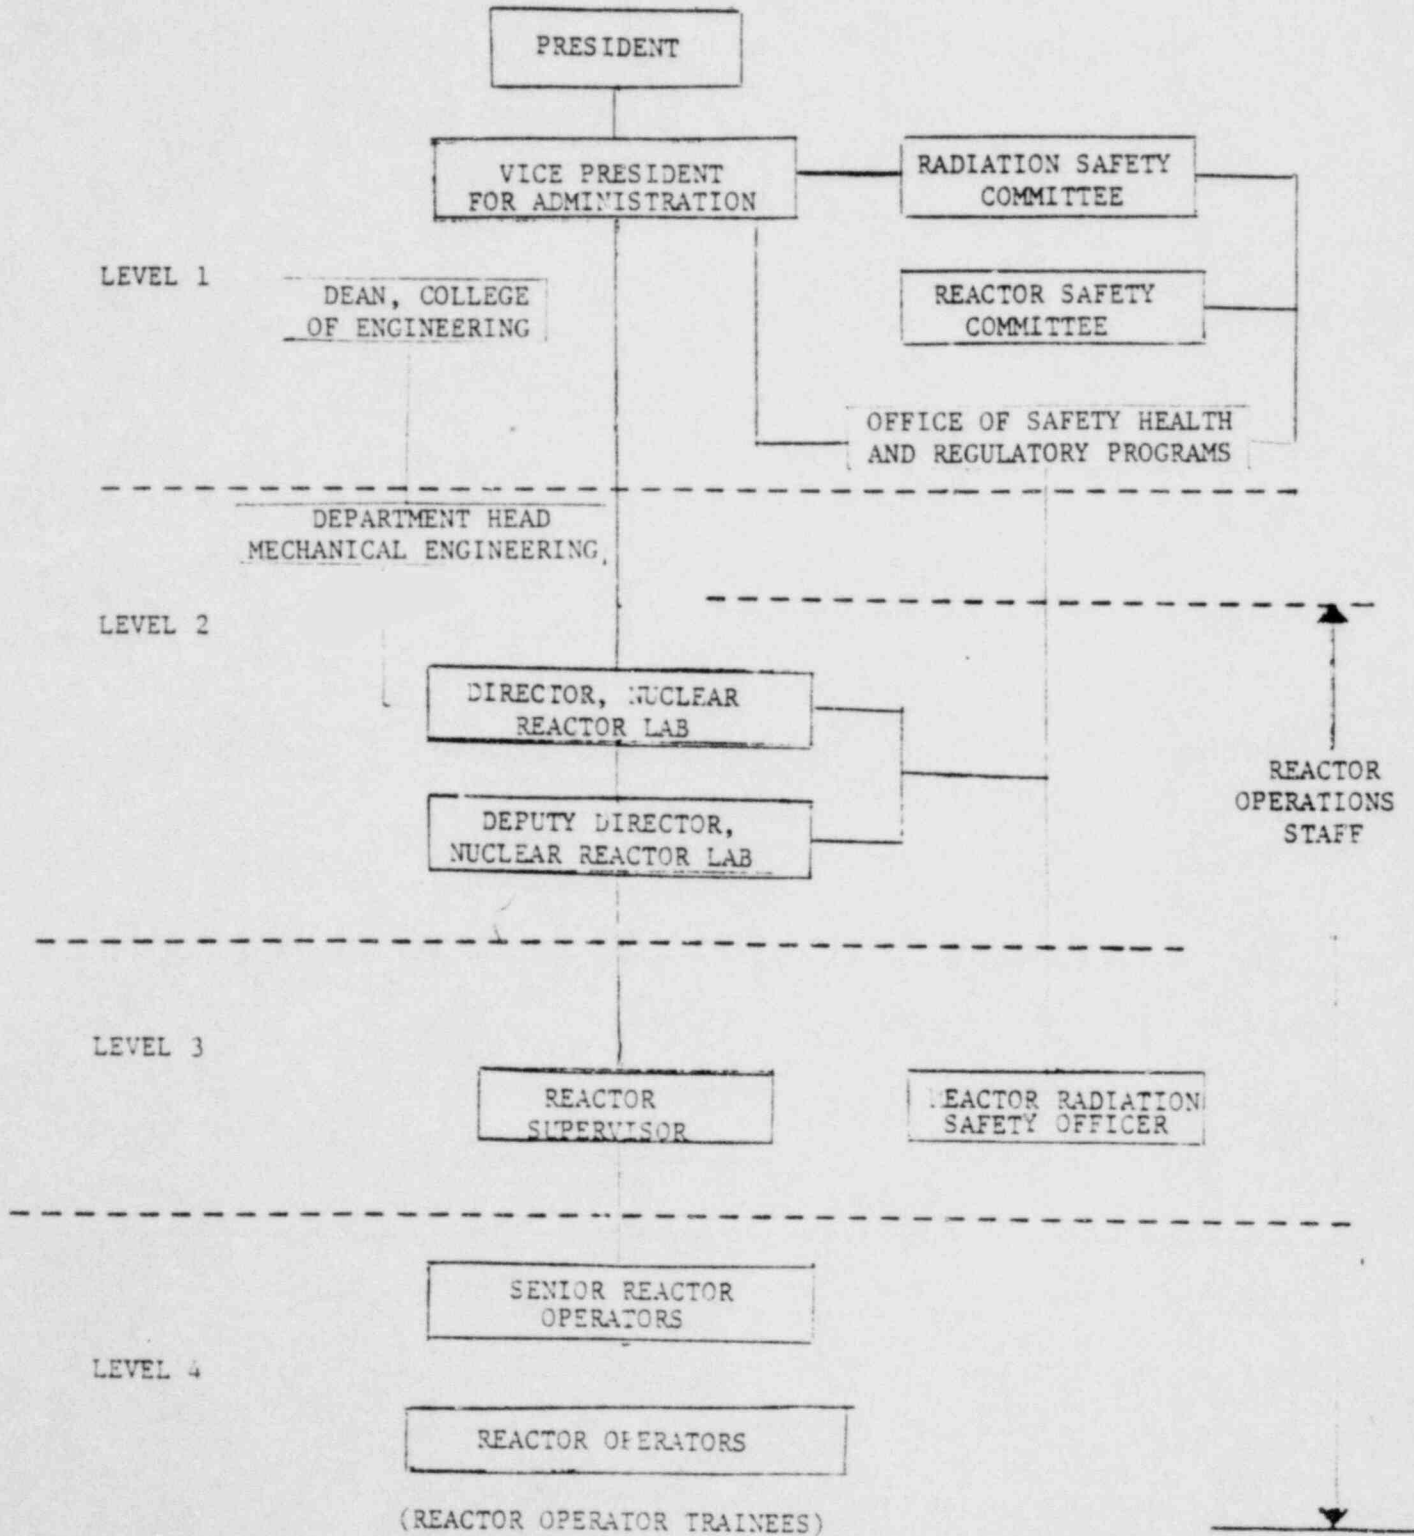 PRESIDENT
VICE PRESIDENT
FOR ADMINISTRATION
RADIATION SAFETY
COMMITTEE
LEVEL 1
DEAN, COLLEGE
OF ENGINEERING
REACTOR SAFETY
COMMITTEE
OFFICE OF SAFETY HEALTH
AND REGULATORY PROGRAMS
DEPARTMENT HEAD
MECHANICAL ENGINEERING
LEVEL 2
DIRECTOR, NUCLEAR
REACTOR LAB
DEPUTY DIRECTOR,
NUCLEAR REACTOR LAB
REACTOR
OPERATIONS
STAFF
LEVEL 3
REACTOR
SUPERVISOR
REACTOR RADIATION
SAFETY OFFICER
SENIOR REACTOR
OPERATORS
LEVEL 4
REACTOR OPERATORS
(REACTOR OPERATOR TRAINEES)